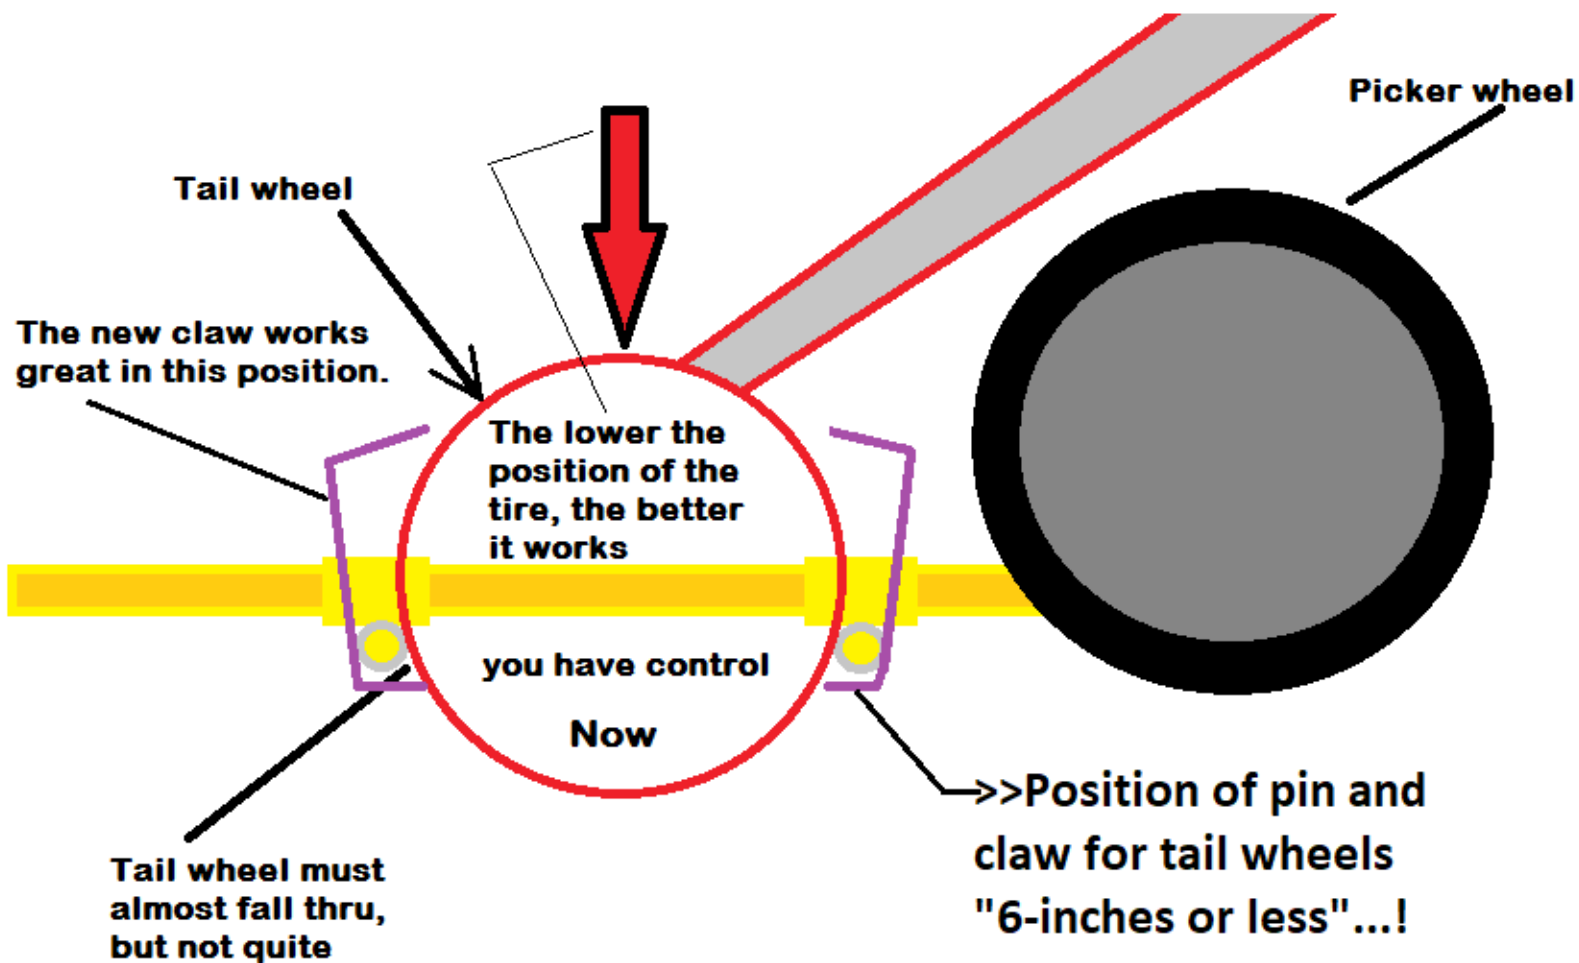 Picker wheel
Tail wheel
The new claw works
great in this position.
The lower the
position of the
tire, the better
it works
you have control
Now
>>Position of pin and
claw for tail wheels
"6-inches or less"...!
Tail wheel must
almost fall thru,
but not quite